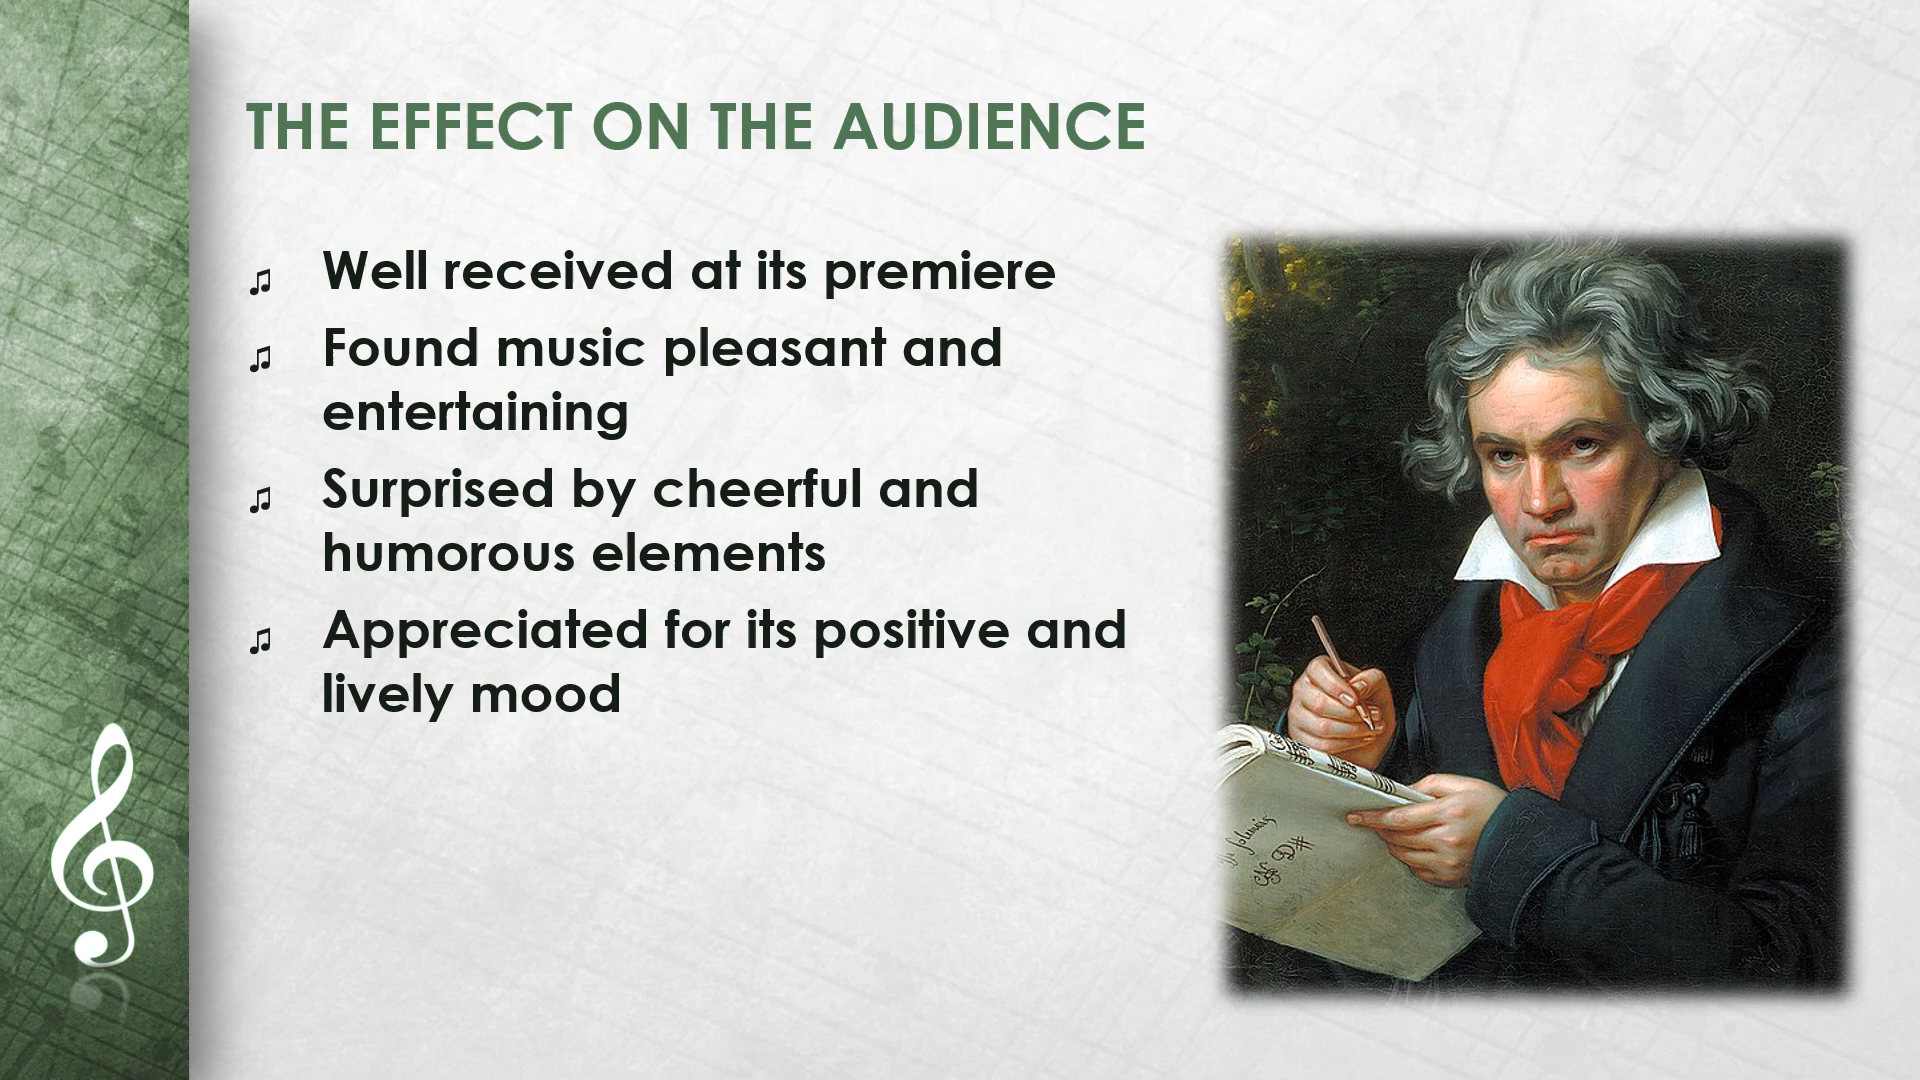 THE EFFECT ON THE AUDIENCE
♫ Well received at its premiere
♫ Found music pleasant and
entertaining
♫ Surprised by cheerful and
humorous elements
♫ Appreciated for its positive and
lively mood
D#